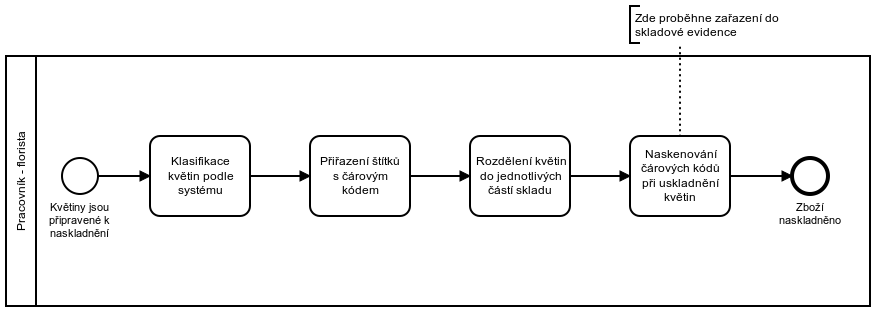 Zde proběhne zařazení do
skladové evidence
Pracovník - florista
Květiny jsou
připravené k
naskladnění
Klasifikace
květin podle
systému
Přiřazení štítků
s čárovým
kódem
Rozdělení květin
do jednotlivých
částí skladu
Naskenování
čárových kódů
při uskladnění
květin
Zboží
naskladněno